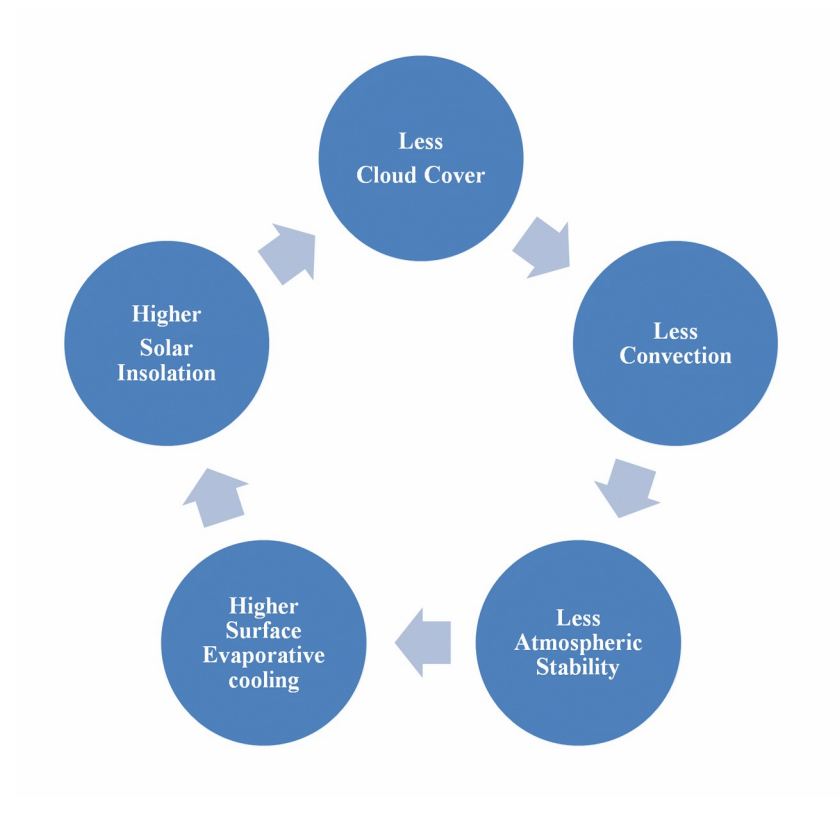 Less
Cloud Cover
Less
Convection
Less
Atmospheric
Stability
Higher
Surface
Evaporative
cooling
Higher
Solar
Insolation